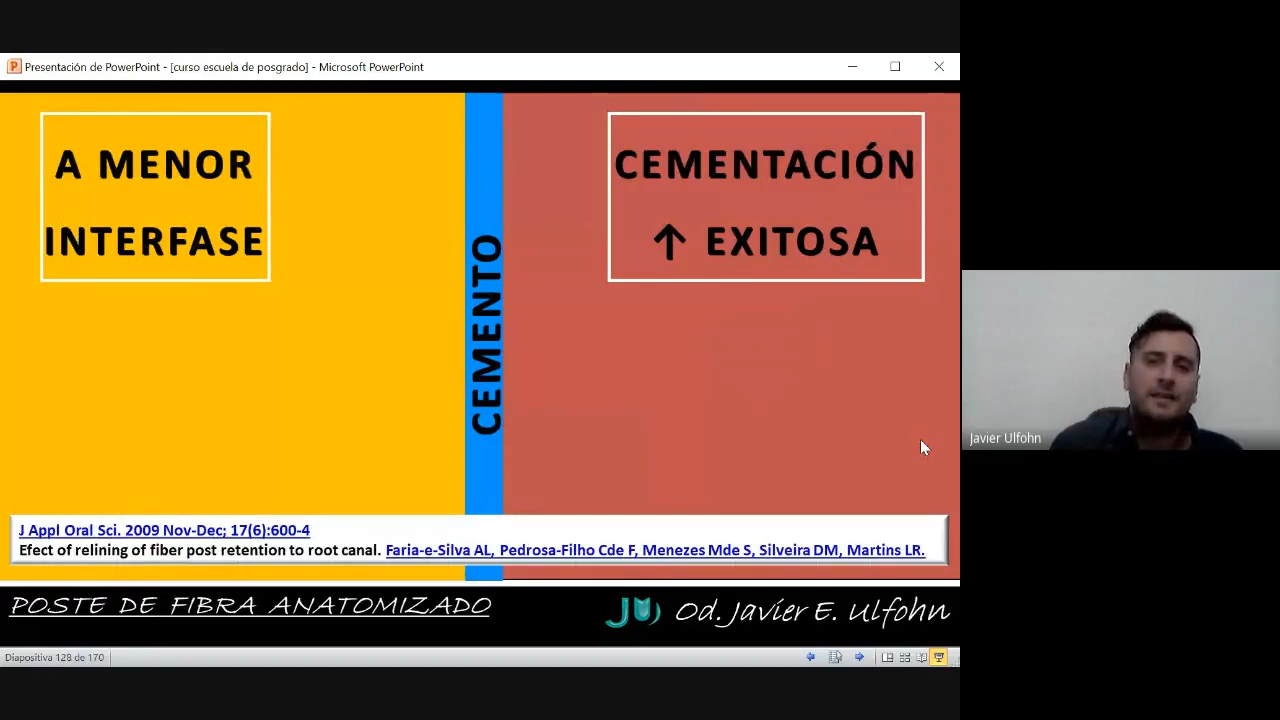 Presentación de PowerPoint - [curso escuela de posgrado] - Microsoft PowerPoint
A MENOR
INTERFASE
CEMENTO
CEMENTACIÓN
↑ EXITOSA
J Appl Oral Sci. 2009 Nov-Dec; 17(6):600-4
Efect of relining of fiber post retention to root canal. Faria-e-Silva AL, Pedrosa-Filho Cde F, Menezes Mde S, Silveira DM, Martins LR.
POSTE DE FIBRA ANATOMIZADO
JU Od. Javier E. Ulfohn
Diapositiva 128 de 170
Javier Ulfohn